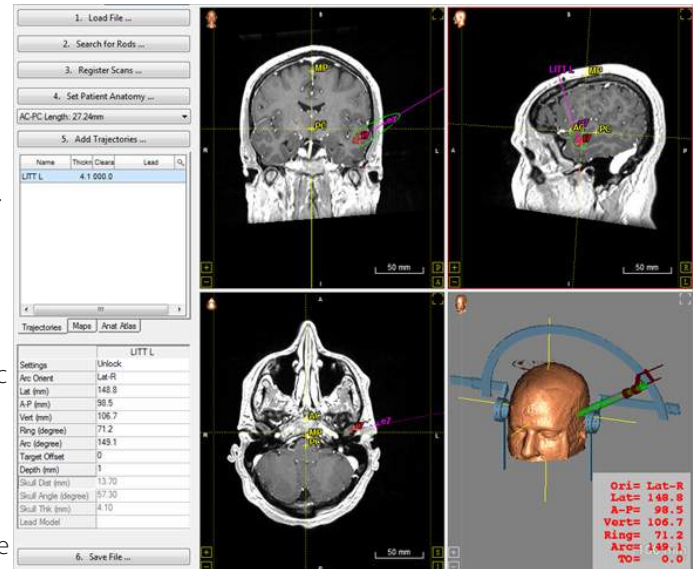 1. Load File ...
2. Search for Rods ...
3. Register Scans ...
4. Set Patient Anatomy ...
AC-PC Length: 27.24mm
5. Add Trajectories ...
Name Thickn Cleara Lead
LITT L 4.1 000.0
Trajectories Maps Anat Atlas
LITT L
Settings Unlock
Arc Orient Lat-R
Lat (mm) 148.8
A-P (mm) 98.5
Vert (mm) 106.7
Ring (degree) 71.2
Arc (degree) 149.1
Target Offset 0
Depth (mm) 1
Skull Dist (mm) 13.70
Skull Angle (degree) 57.30
Skull Thk (mm) 4.10
Lead Model
6. Save File ...
S
MP
PC
R
L
50 mm
P
A
I
S
LITT L
MP
AC
PC
A
P
50 mm
R
L
I
A
AC
MP
PC
R
L
50 mm
S
I
Ori= Lat-R
Lat= 148.8
A-P= 98.5
Vert= 106.7
Ring= 71.2
Arc= 149.1
TO= 0.0